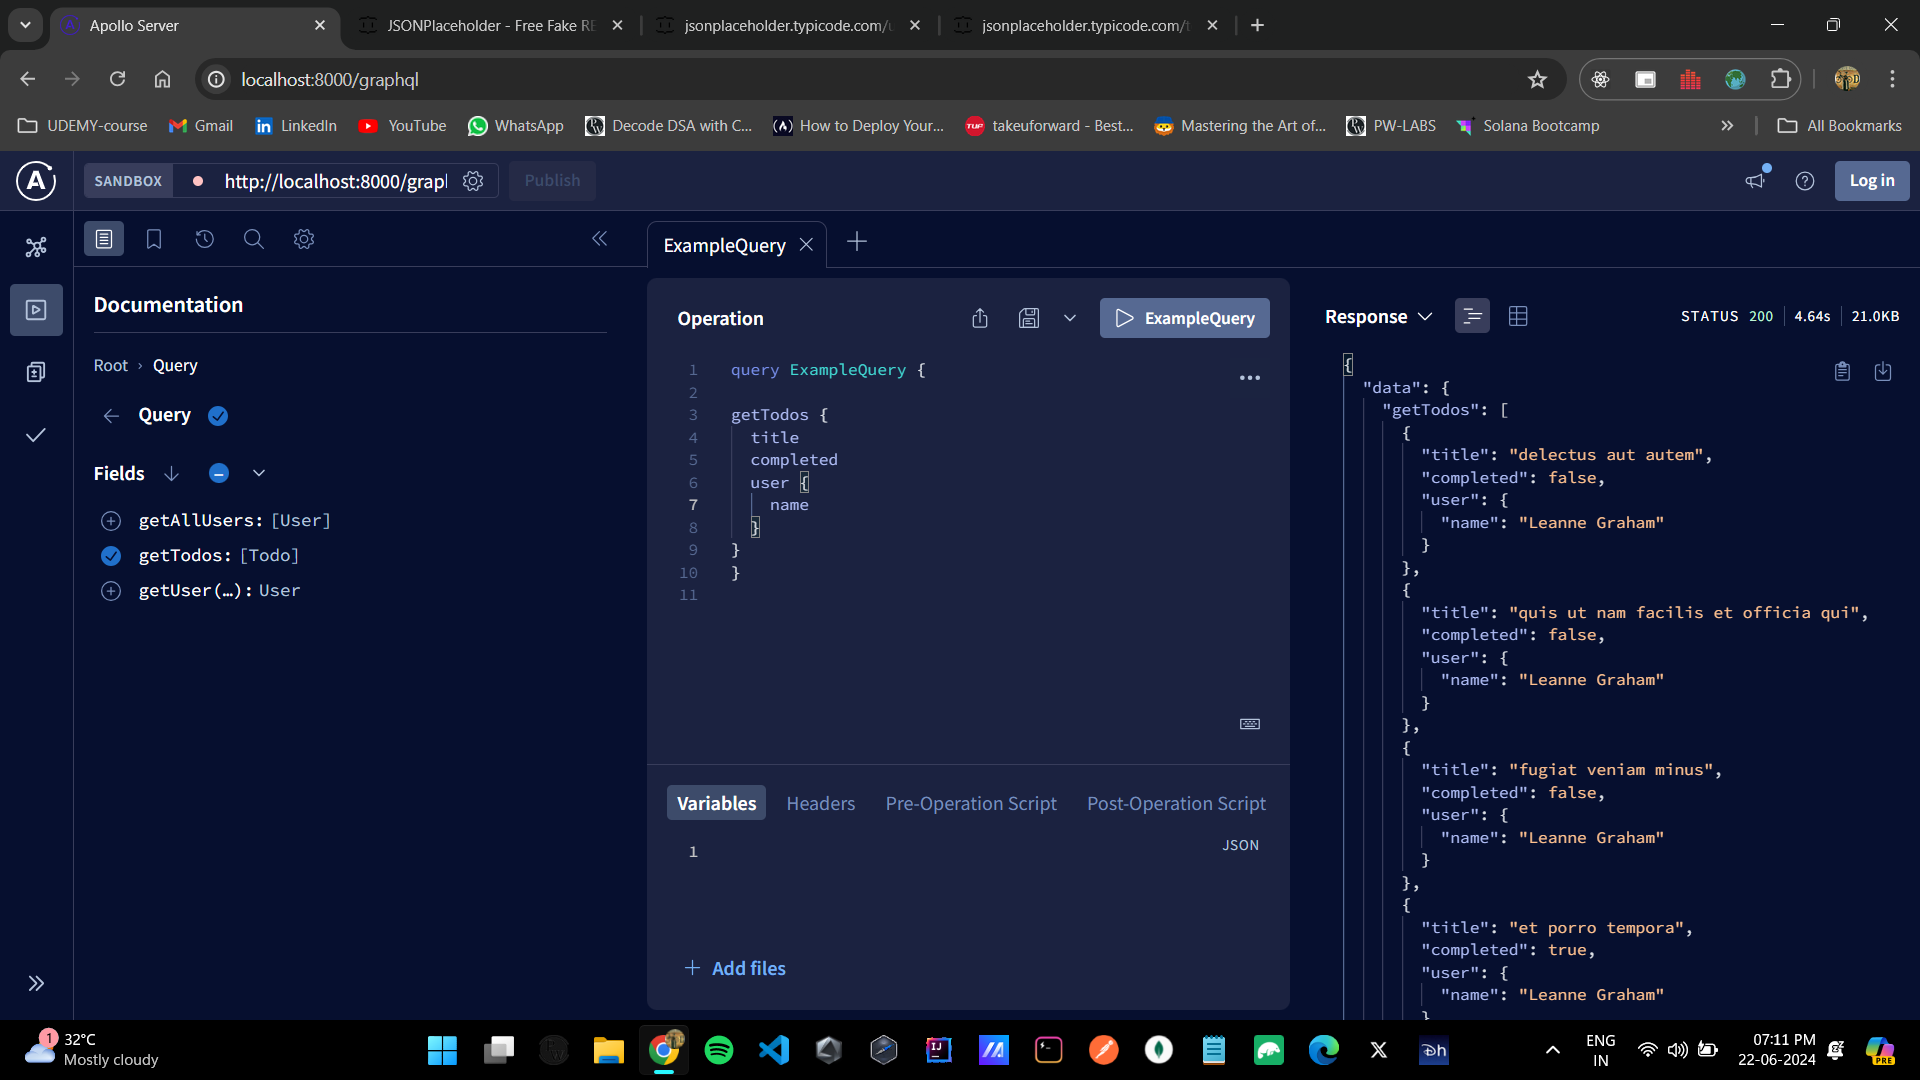 Apollo Server
JSONPlaceholder - Free Fake RE
jsonplaceholder.typicode.com/u
jsonplaceholder.typicode.com/t
localhost:8000/graphql
UDEMY-course
Gmail
LinkedIn
YouTube
WhatsApp
Decode DSA with C...
How to Deploy Your...
takeuforward - Best...
Mastering the Art of...
PW-LABS
Solana Bootcamp
All Bookmarks
SANDBOX
http://localhost:8000/grapl
Publish
Log in
ExampleQuery
Documentation
Root › Query
Query
Fields
getAllUsers: [User]
getTodos: [Todo]
getUser(…): User
Operation
ExampleQuery
1 query ExampleQuery {
2
3 getTodos {
4 title
5 completed
6 user {
7 name
8 }
9 }
10 }
11
Variables
Headers
Pre-Operation Script
Post-Operation Script
1
JSON
Add files
Response
STATUS 200
4.64s
21.0KB
{
"data": {
"getTodos": [
{
"title": "delectus aut autem",
"completed": false,
"user": {
"name": "Leanne Graham"
}
},
{
"title": "quis ut nam facilis et officia qui",
"completed": false,
"user": {
"name": "Leanne Graham"
}
},
{
"title": "fugiat veniam minus",
"completed": false,
"user": {
"name": "Leanne Graham"
}
},
{
"title": "et porro tempora",
"completed": true,
"user": {
"name": "Leanne Graham"
}
1
32°C
Mostly cloudy
ENG
IN
07:11 PM
22-06-2024